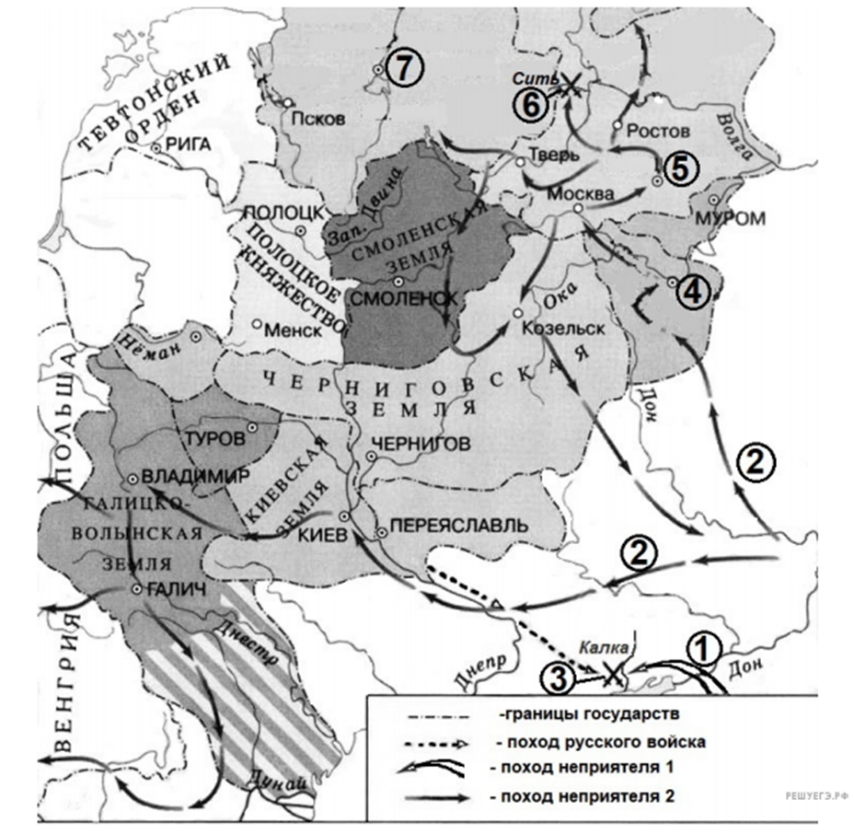 7
Сить
6
Псков
ТЕВТОНСКИЙ
ОРДЕН
РИГА
Ростов
Волга
Тверь
5
Москва
МУРОМ
ПОЛОЦК
Зап. Двина
СМОЛЕНСКАЯ
ЗЕМЛЯ
ПОЛОЦКОЕ
КНЯЖЕСТВО
СМОЛЕНСК
4
Ока
Козельск
Менск
Нёман
ЧЕРНИГОВСКАЯ
ЗЕМЛЯ
ПОЛЬША
Дон
ТУРОВ
ЧЕРНИГОВ
2
ВЛАДИМИР
КИЕВСКАЯ
ЗЕМЛЯ
ГАЛИЦКО-
ВОЛЫНСКАЯ
ЗЕМЛЯ
КИЕВ
ПЕРЕЯСЛАВЛЬ
2
ГАЛИЧ
Днестр
ВЕНГРИЯ
Днепр
Калка
1
3
Дон
Дунай
-границы государств
- поход русского войска
- поход неприятеля 1
- поход неприятеля 2
РЕШУЕГЭ.РФ